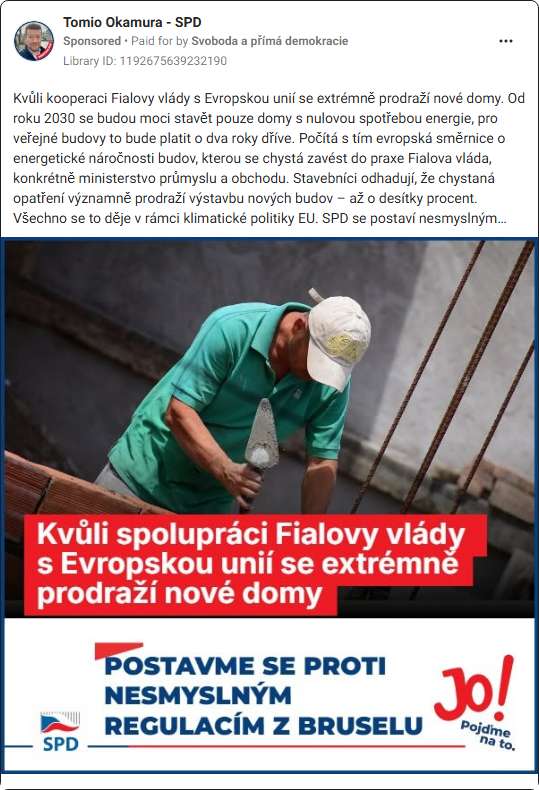 Tomio Okamura - SPD
Sponsored • Paid for by Svoboda a přímá demokracie
Library ID: 1192675639232190
Kvůli kooperaci Fialovy vlády s Evropskou unií se extrémně prodraží nové domy. Od
roku 2030 se budou moci stavět pouze domy s nulovou spotřebou energie, pro
veřejné budovy to bude platit o dva roky dříve. Počítá s tím evropská směrnice o
energetické náročnosti budov, kterou se chystá zavést do praxe Fialova vláda,
konkrétně ministerstvo průmyslu a obchodu. Stavebníci odhadují, že chystaná
opatření významně prodraží výstavbu nových budov – až o desítky procent.
Všechno se to děje v rámci klimatické politiky EU. SPD se postaví nesmyslným…
Kvůli spolupráci Fialovy vlády
s Evropskou unií se extrémně
prodraží nové domy
POSTAVME SE PROTI
NESMYSLNÝM
REGULACÍM Z BRUSELU
SPD
Jo!
Pojďme
na to.